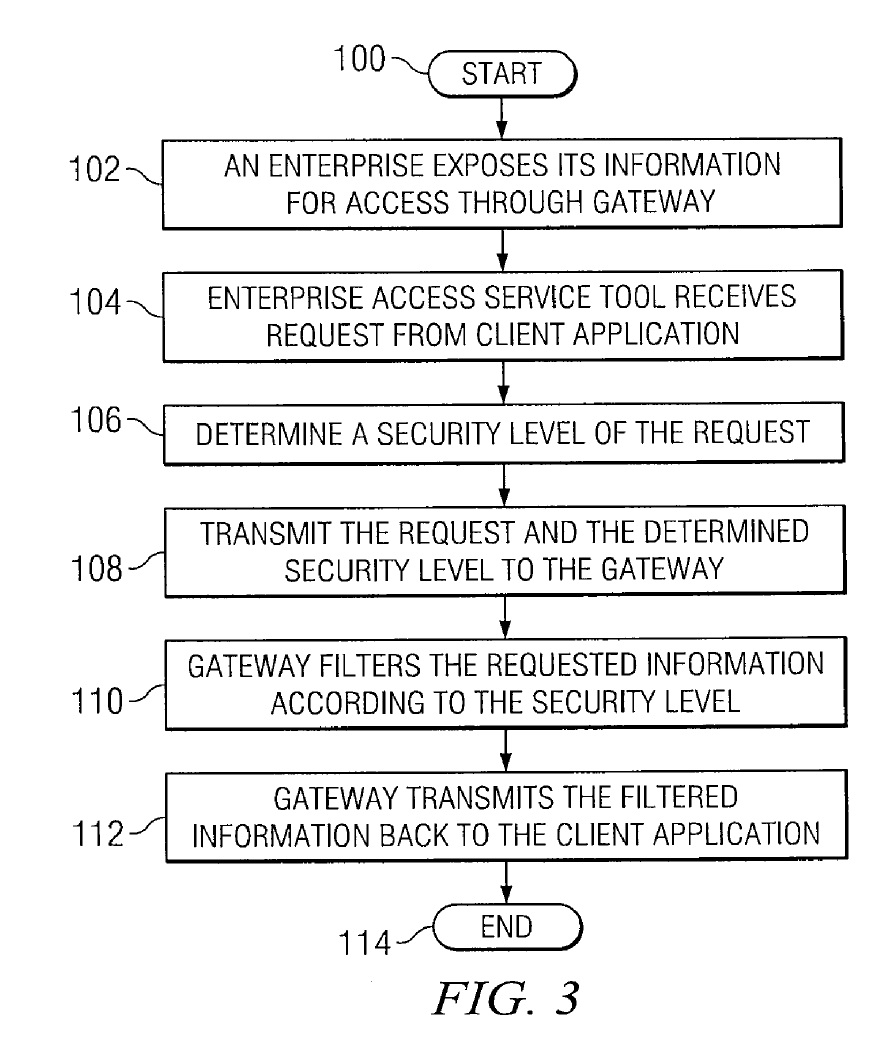 100
START
102
AN ENTERPRISE EXPOSES ITS INFORMATION
FOR ACCESS THROUGH GATEWAY
104
ENTERPRISE ACCESS SERVICE TOOL RECEIVES
REQUEST FROM CLIENT APPLICATION
106
DETERMINE A SECURITY LEVEL OF THE REQUEST
108
TRANSMIT THE REQUEST AND THE DETERMINED
SECURITY LEVEL TO THE GATEWAY
110
GATEWAY FILTERS THE REQUESTED INFORMATION
ACCORDING TO THE SECURITY LEVEL
112
GATEWAY TRANSMITS THE FILTERED
INFORMATION BACK TO THE CLIENT APPLICATION
114
END
FIG. 3